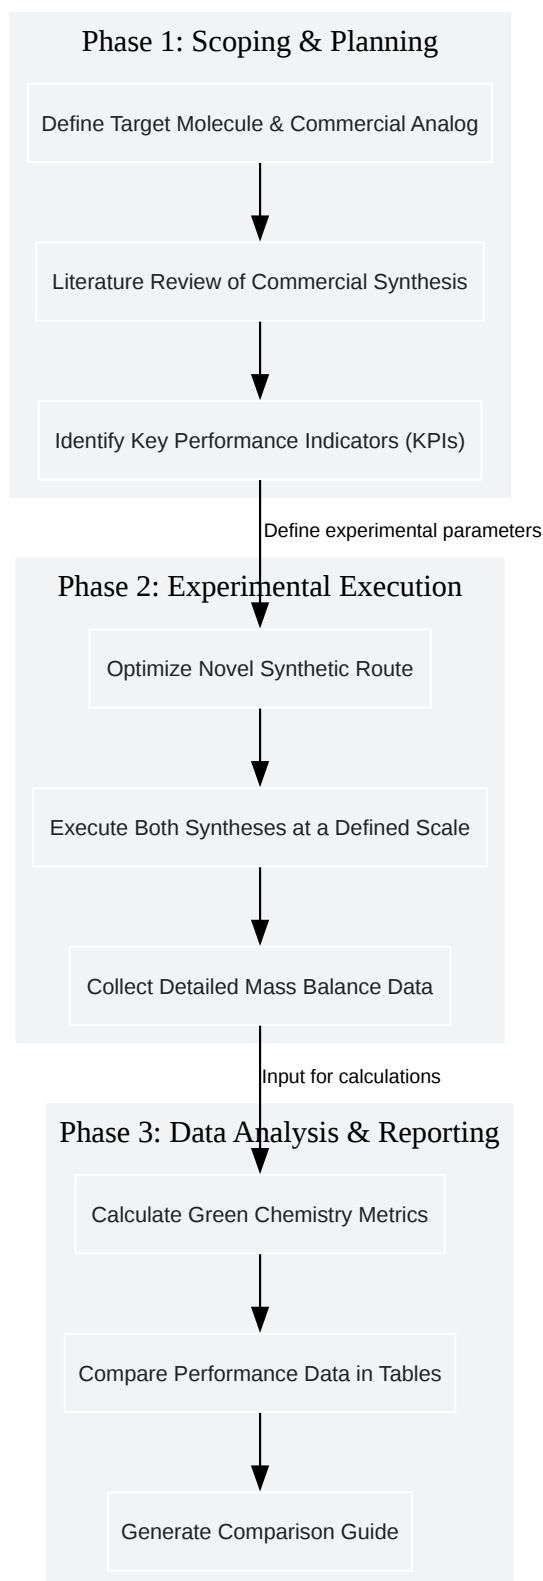 Phase 1: Scoping & Planning
Define Target Molecule & Commercial Analog
Literature Review of Commercial Synthesis
Identify Key Performance Indicators (KPIs)
Define experimental parameters
Phase 2: Experimental Execution
Optimize Novel Synthetic Route
Execute Both Syntheses at a Defined Scale
Collect Detailed Mass Balance Data
Input for calculations
Phase 3: Data Analysis & Reporting
Calculate Green Chemistry Metrics
Compare Performance Data in Tables
Generate Comparison Guide